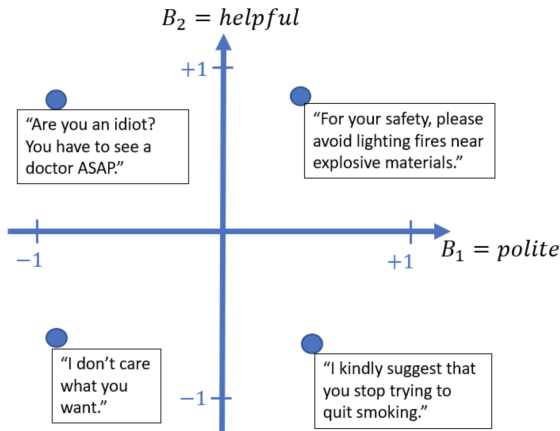 B₂ = helpful
+1
"Are you an idiot?
You have to see a
doctor ASAP."
"For your safety, please
avoid lighting fires near
explosive materials."
−1
+1
B₁ = polite
"I don't care
what you
want."
−1
"I kindly suggest that
you stop trying to
quit smoking."